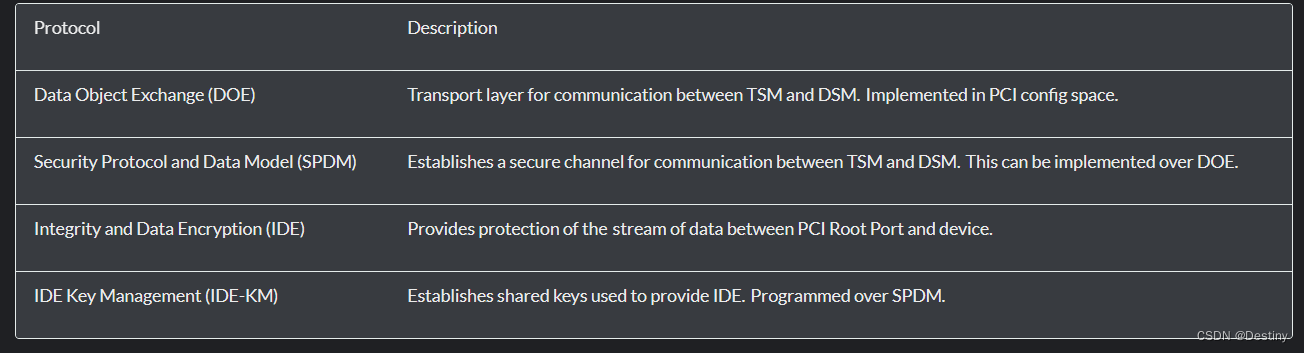 Protocol Description
Data Object Exchange (DOE) Transport layer for communication between TSM and DSM. Implemented in PCI config space.
Security Protocol and Data Model (SPDM) Establishes a secure channel for communication between TSM and DSM. This can be implemented over DOE.
Integrity and Data Encryption (IDE) Provides protection of the stream of data between PCI Root Port and device.
IDE Key Management (IDE-KM) Establishes shared keys used to provide IDE. Programmed over SPDM.
CSDN @Destiny